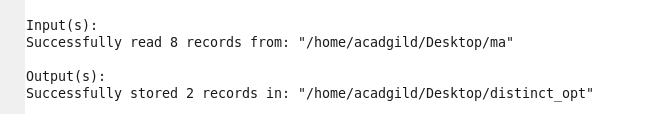 Input(s):
Successfully read 8 records from: "/home/acadgild/Desktop/ma"
Output(s):
Successfully stored 2 records in: "/home/acadgild/Desktop/distinct_opt"